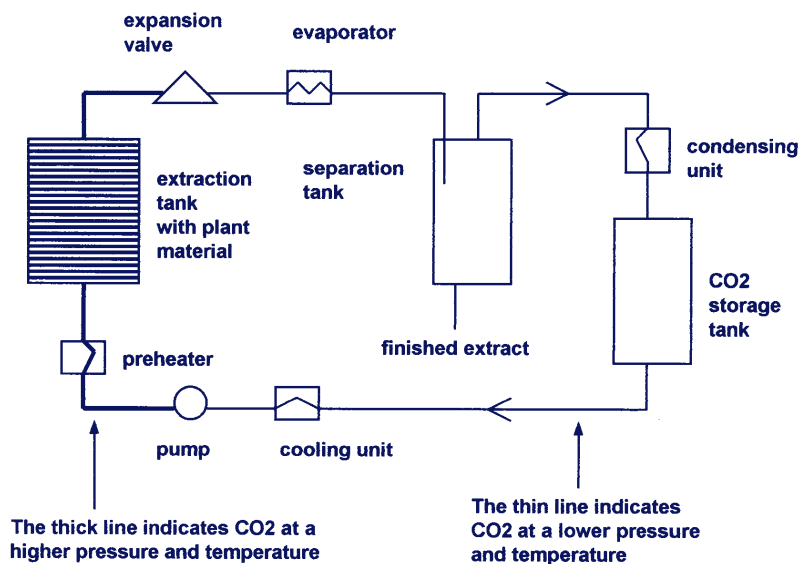 expansion
valve
evaporator
extraction
tank
with plant
material
separation
tank
condensing
unit
CO2
storage
tank
finished extract
preheater
pump
cooling unit
The thick line indicates CO2 at a
higher pressure and temperature
The thin line indicates
CO2 at a lower pressure
and temperature